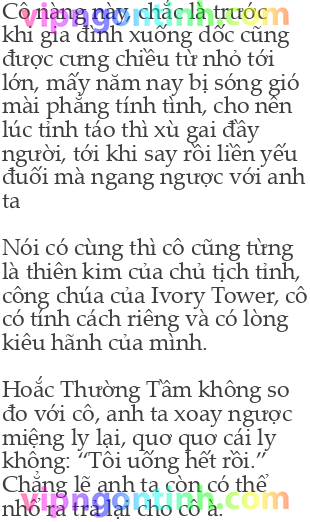 Cô nàng này, chắc là trước
khi gia đình xuống dốc cũng
được cưng chiều từ nhỏ tới
lớn, mấy năm nay bị sóng gió
mài phẳng tính tình, cho nên
lúc tỉnh táo thì xù gai đầy
người, tới khi say rồi liền yếu
đuối mà ngang ngược với anh
ta
Nói có cùng thì cô cũng từng
là thiên kim của chủ tịch tỉnh,
công chúa của Ivory Tower, cô
có tính cách riêng và có lòng
kiêu hãnh của mình.
Hoắc Thường Tầm không so
đo với cô, anh ta xoay ngược
miệng ly lại, quơ quơ cái ly
không: “Tôi uống hết rồi.”
Chẳng lẽ anh ta còn có thể
nhổ ra trả lại cho cô à.
vipngontinh.com
vipngontinh.com